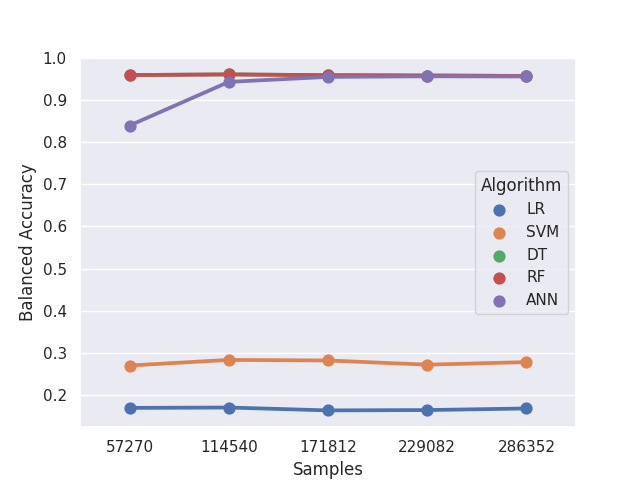 1.0
0.9
0.8
0.7
0.6
0.5
0.4
0.3
0.2
Balanced Accuracy
Algorithm
LR
SVM
DT
RF
ANN
57270 114540 171812 229082 286352
Samples